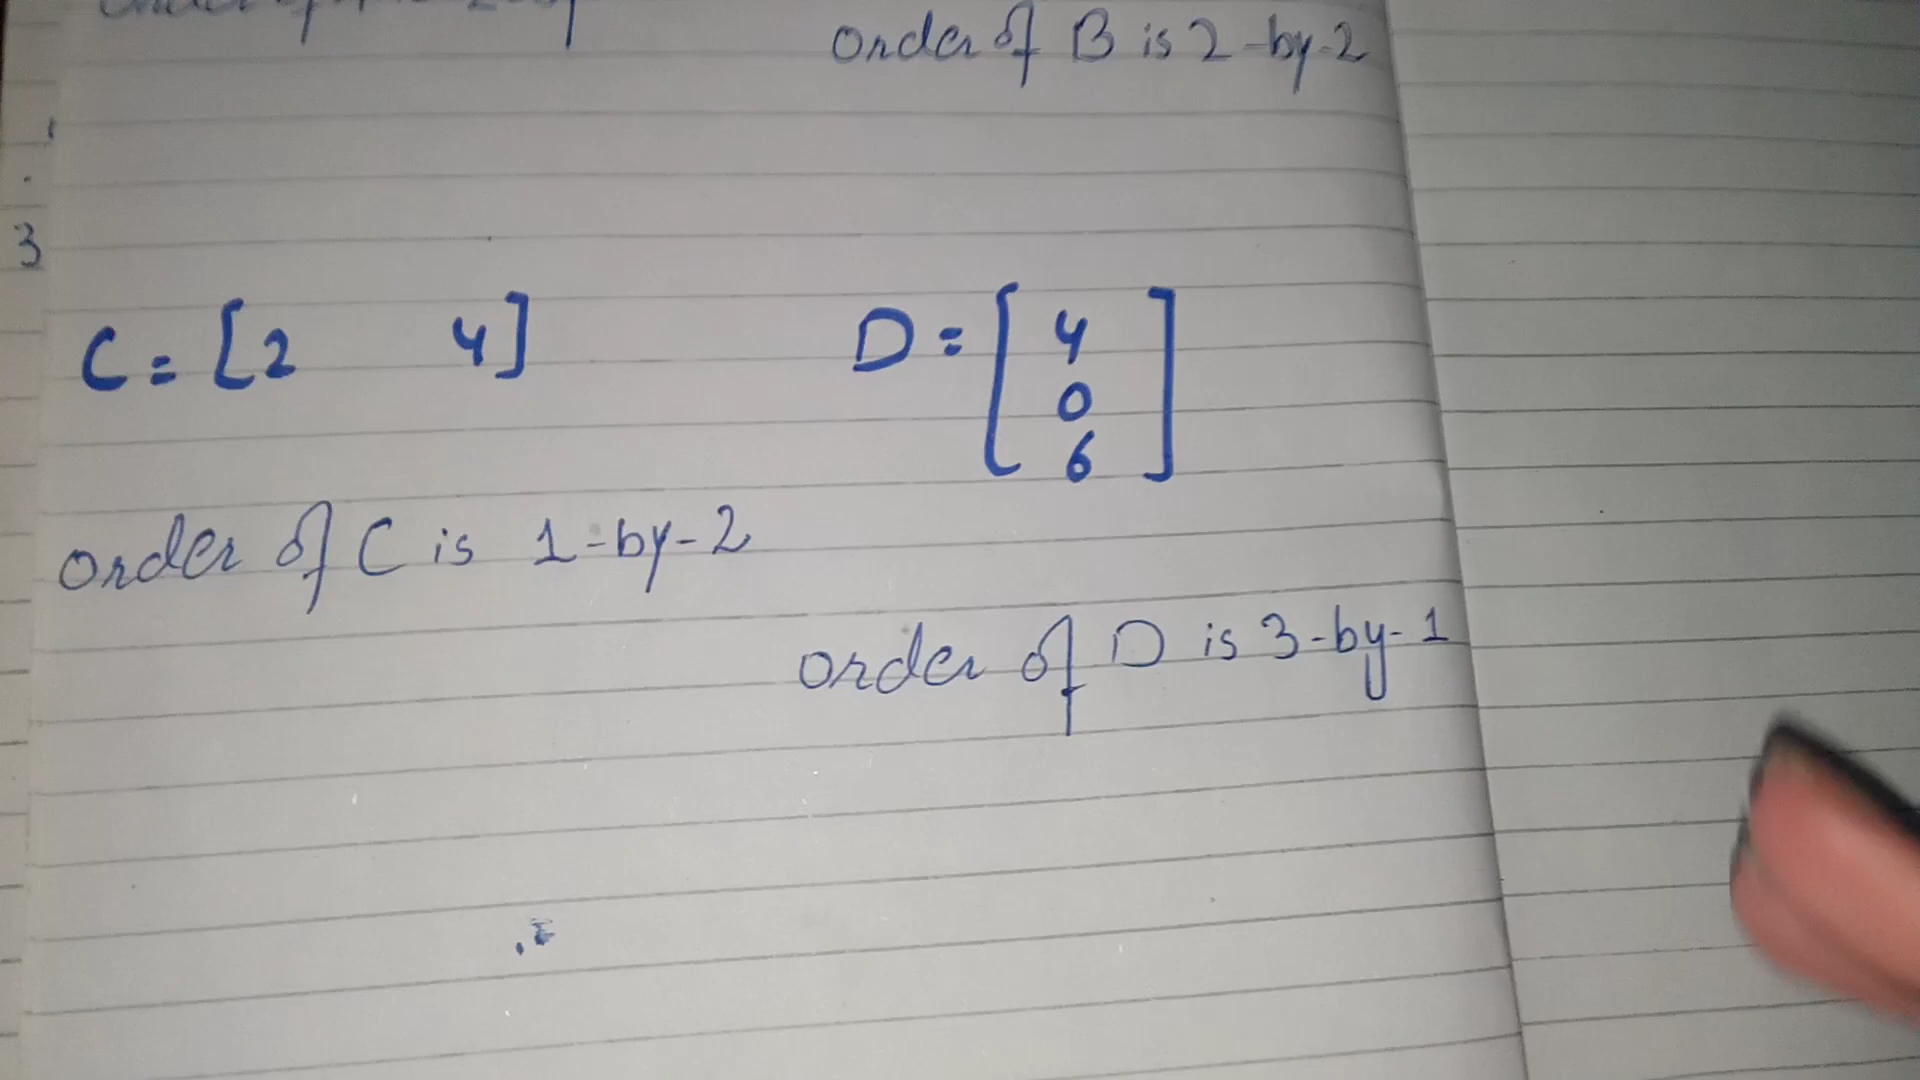 order of B is 2-by-2
3
C = [2 4]
D = [4
0
6]
order of C is 1-by-2
order of D is 3-by-1